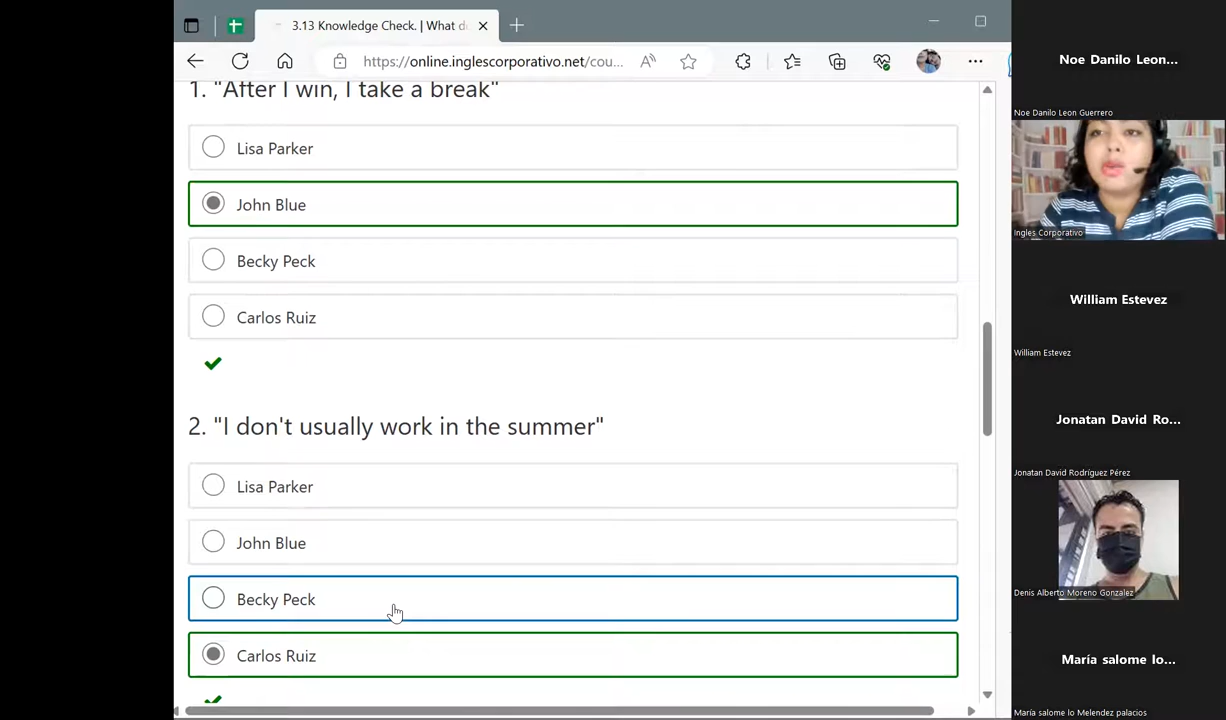 3.13 Knowledge Check. | What d
https://online.inglescorporativo.net/cou...
1. "After I win, I take a break"
Lisa Parker
John Blue
Becky Peck
Carlos Ruiz
2. "I don't usually work in the summer"
Lisa Parker
John Blue
Becky Peck
Carlos Ruiz
Noe Danilo Leon...
Noe Danilo Leon Guerrero
Ingles Corporativo
William Estevez
William Estevez
Jonatan David Ro...
Jonatan David Rodríguez Pérez
Denis Alberto Moreno Gonzalez
María salome lo...
María salome lo Melendez palacios